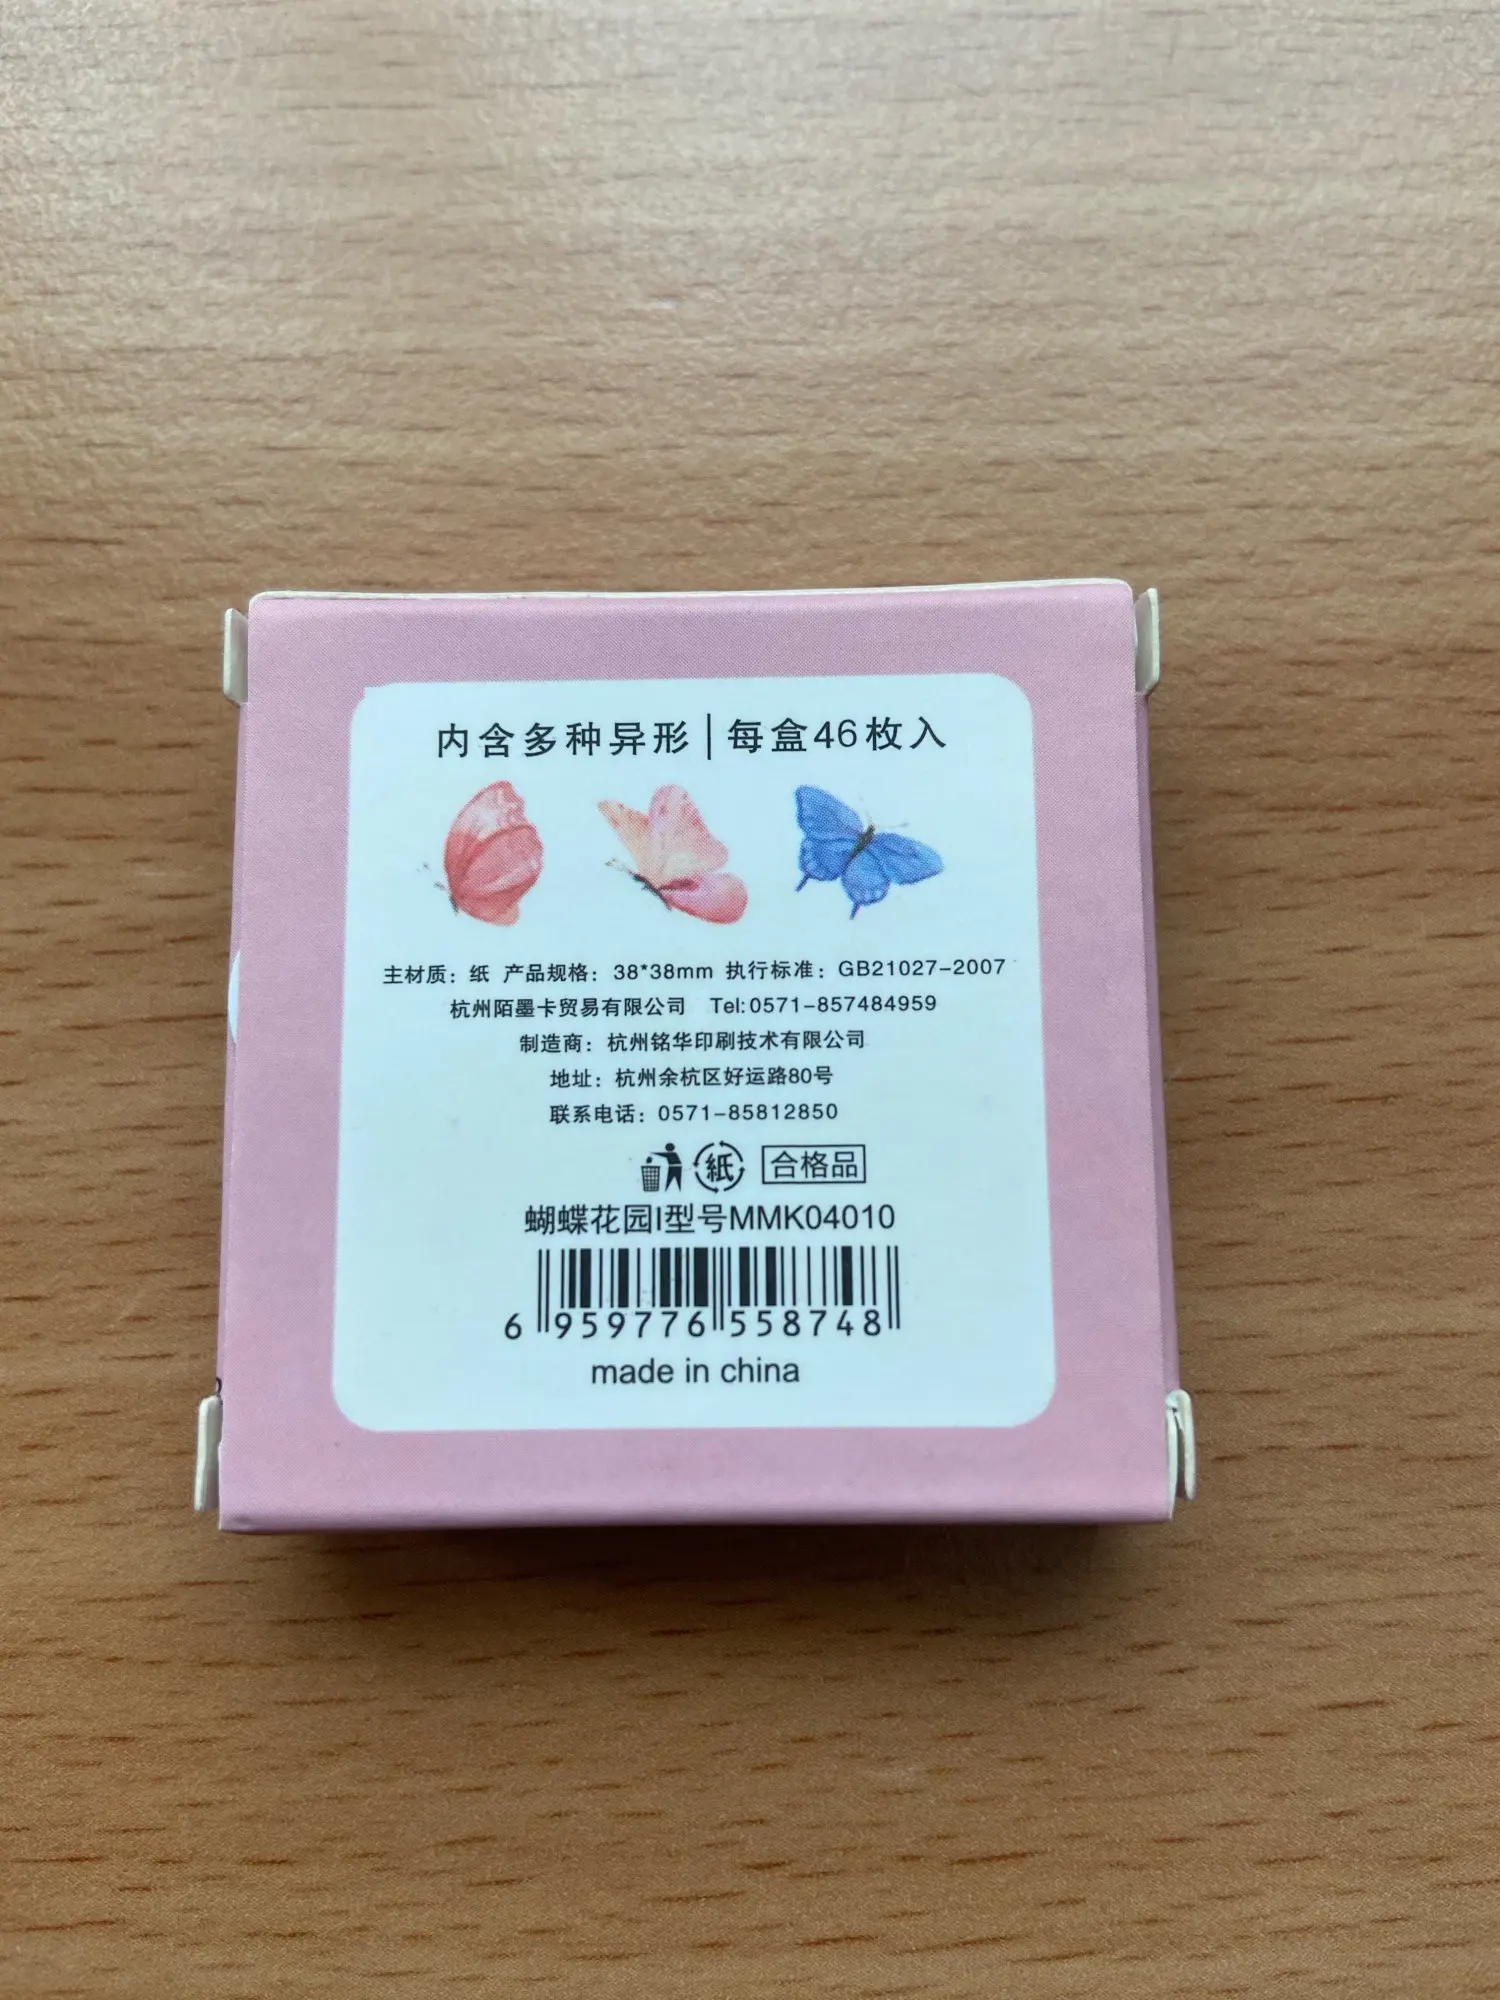 内含多种异形|每盒46枚入
主材质：纸 产品规格：38*38mm 执行标准：GB21027-2007
杭州陌墨卡贸易有限公司 Tel:0571-857484959
制造商：杭州铭华印刷技术有限公司
地址：杭州余杭区好运路80号
联系电话：0571-85812850
紙 合格品
蝴蝶花园I型号MMK04010
6 959776 558748
made in china